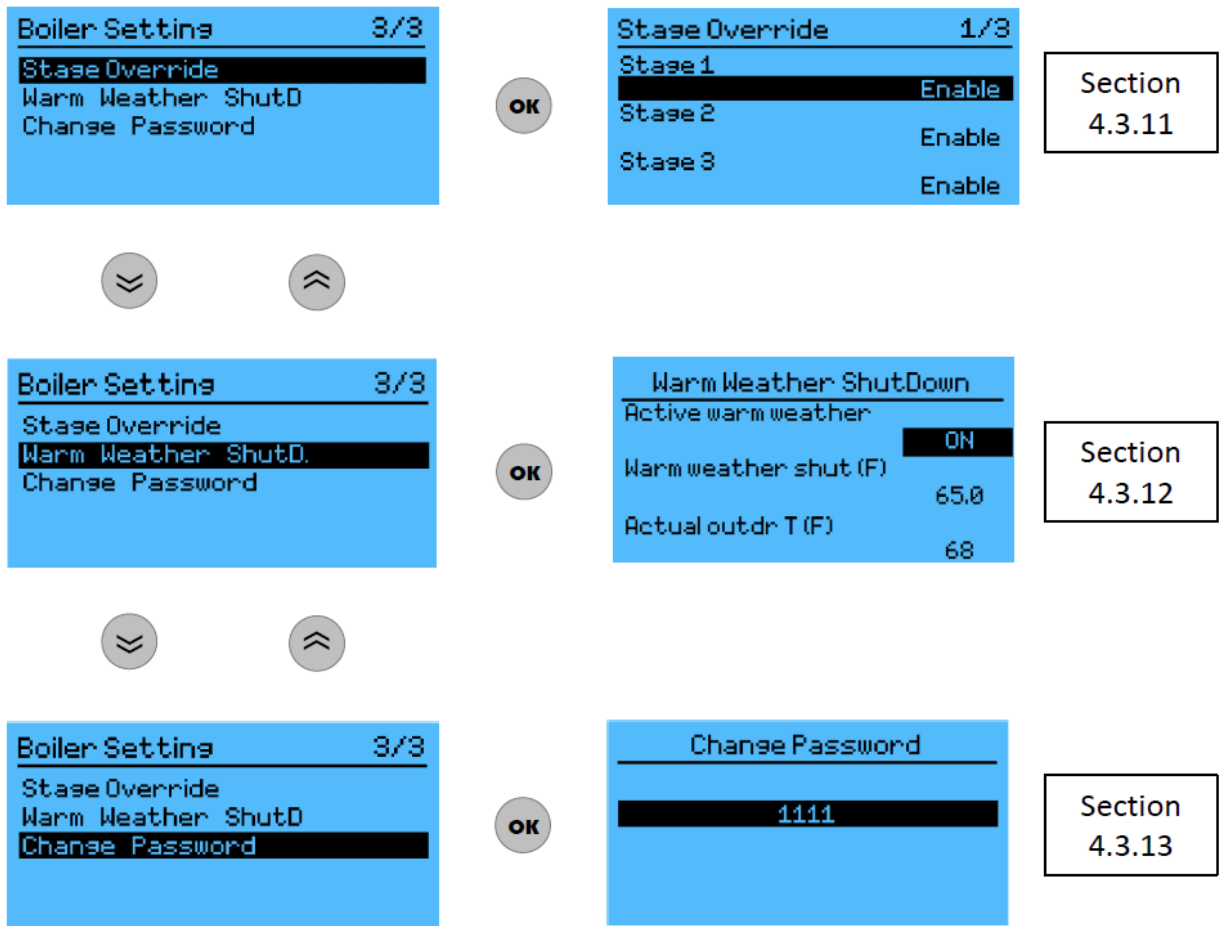 Boiler Setting 3/3
Stage Override
Warm Weather ShutD
Change Password
OK
Stage Override 1/3
Stage 1
Enable
Stage 2
Enable
Stage 3
Enable
Section
4.3.11
Boiler Setting 3/3
Stage Override
Warm Weather ShutD.
Change Password
OK
Warm Weather ShutDown
Active warm weather
ON
Warm weather shut (F)
65.0
Actual outdr T (F)
68
Section
4.3.12
Boiler Setting 3/3
Stage Override
Warm Weather ShutD
Change Password
OK
Change Password
1111
Section
4.3.13